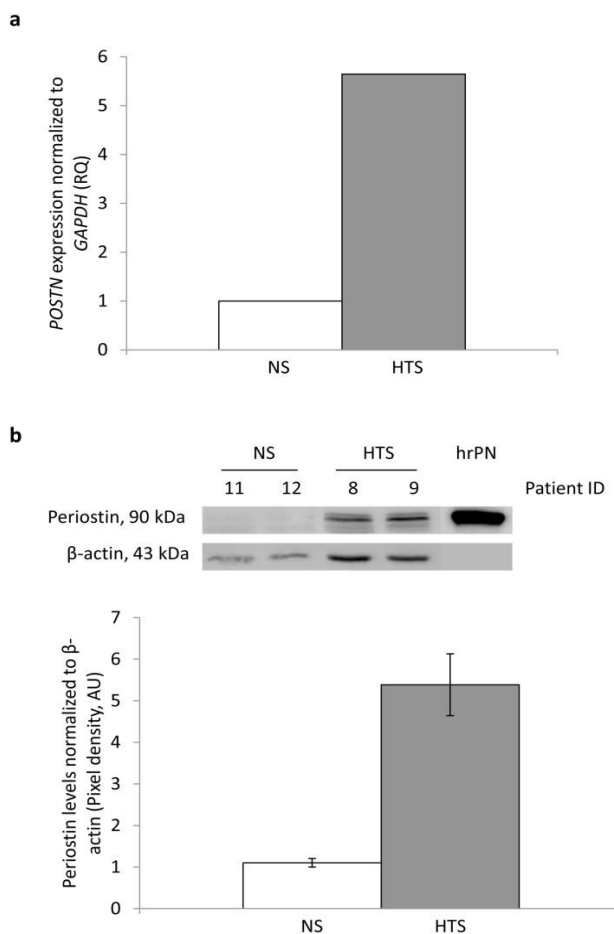 a
POSTN expression normalized to
GAPDH (RQ)
6
5
4
3
2
1
0
NS HTS
b
NS HTS hrPN
11 12 8 9 Patient ID
Periostin, 90 kDa
β-actin, 43 kDa
Periostin levels normalized to β-
actin (Pixel density, AU)
7
6
5
4
3
2
1
0
NS HTS